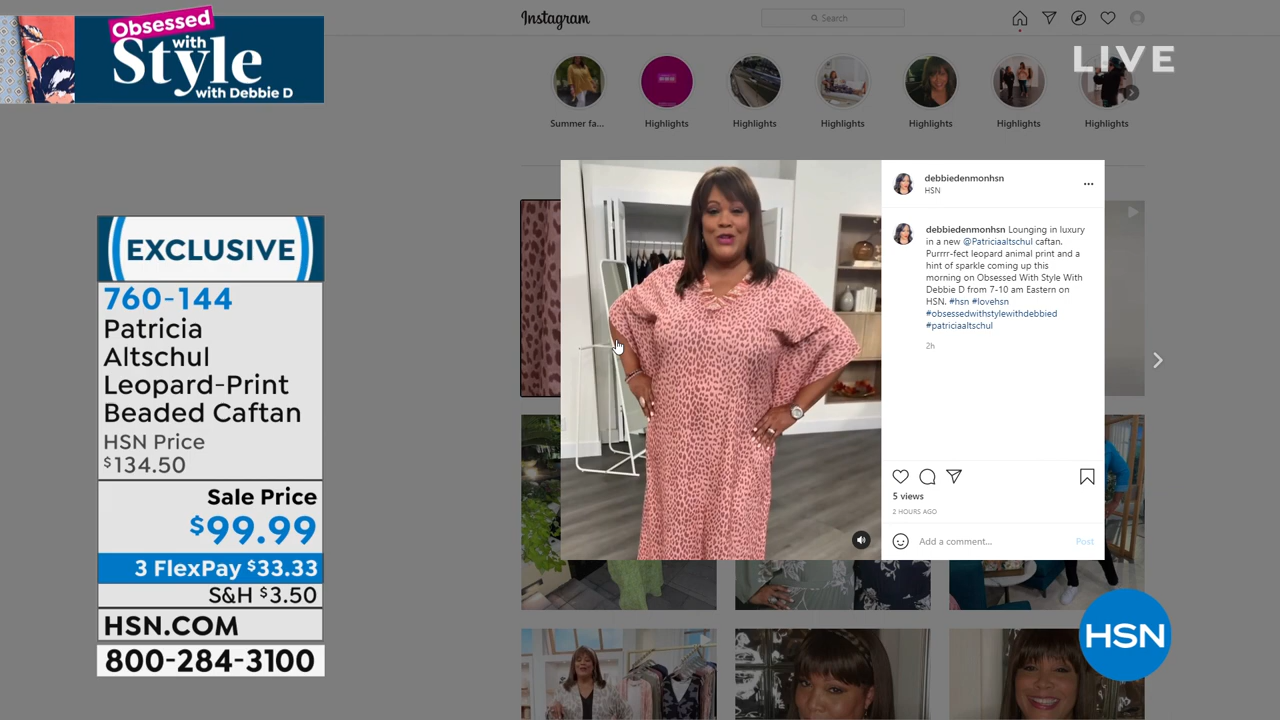 Obsessed
with
Style
with Debbie D
EXCLUSIVE
760-144
Patricia
Altschul
Leopard-Print
Beaded Caftan
HSN Price
$134.50
Sale Price
$99.99
3 FlexPay $33.33
S&H $3.50
HSN.COM
800-284-3100
Instagram
Search
LIVE
Summer fa...
Highlights
Highlights
Highlights
Highlights
Highlights
Highlights
debbiedenmonhsn
HSN
debbiedenmonhsn Lounging in luxury
in a new @Patriciaaltschul caftan.
Purrrr-fect leopard animal print and a
hint of sparkle coming up this
morning on Obsessed With Style With
Debbie D from 7-10 am Eastern on
HSN. #hsn #lovehsn
#obsessedwithstylewithdebbied
#patriciaaltschul
2h
5 views
2 HOURS AGO
Add a comment...
Post
HSN